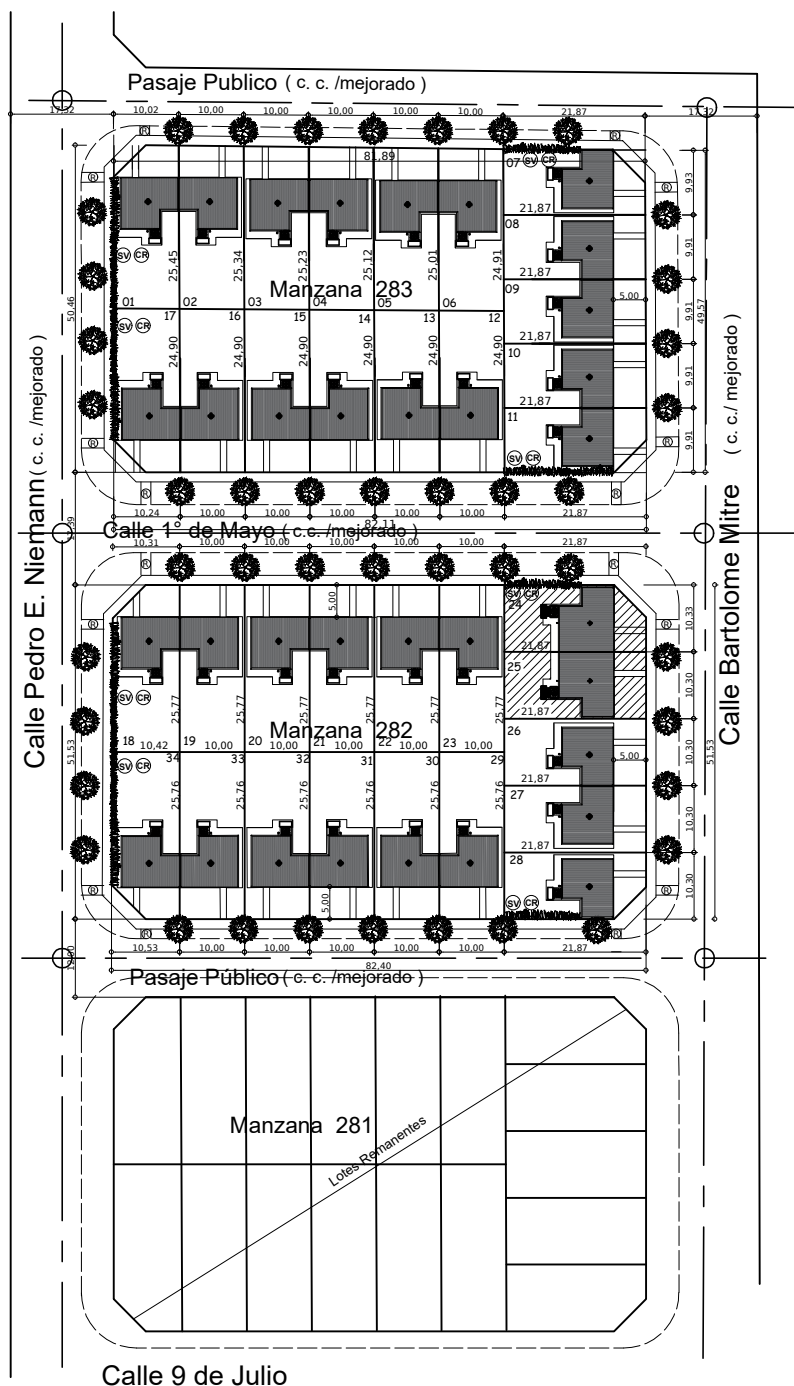 Pasaje Publico ( c. c. /mejorado )
17,32 10,02 10,00 10,00 10,00 10,00 10,00 21,87 17,32
81,89
07 SV CR
R R
R R
9,93
21,87
08
SV CR
25,45 25,34 25,23 25,12 25,01 24,91
9,91
21,87
Manzana 283
09
5,00
01 02 03 04 05 06
17 16 15 14 13 12
SV CR
50,46
49,57
9,91
21,87
10
24,90 24,90 24,90 24,90 24,90 24,90
9,91
21,87
11
9,91
SV CR
R R
R R
10,24 10,00 10,00 10,00 10,00 10,00 21,87
Calle 1° de Mayo ( c.c. /mejorado )
82,11
10,31 10,00 10,00 10,00 10,00 10,00 21,87
Calle Pedro E. Niemann ( c. c. /mejorado )
Calle Bartolome Mitre ( c. c./ mejorado )
R R
R R
5,00
SV CR
24
10,33
21,87
25
SV CR
25,77 25,77 25,77 25,77 25,77 25,77
10,30
21,87
Manzana 282
26
18 10,42 19 10,00 20 10,00 21 10,00 22 10,00 23 10,00
34 33 32 31 30 29
5,00
51,53
51,53
SV CR
25,76 25,76 25,76 25,76 25,76 25,76
10,30
21,87
27
10,30
21,87
28
10,30
5,00
SV CR
R R
R R
10,53 10,00 10,00 10,00 10,00 10,00 21,87
82,40
Pasaje Público ( c. c. /mejorado )
Manzana 281
Lotes Remanentes
Calle 9 de Julio